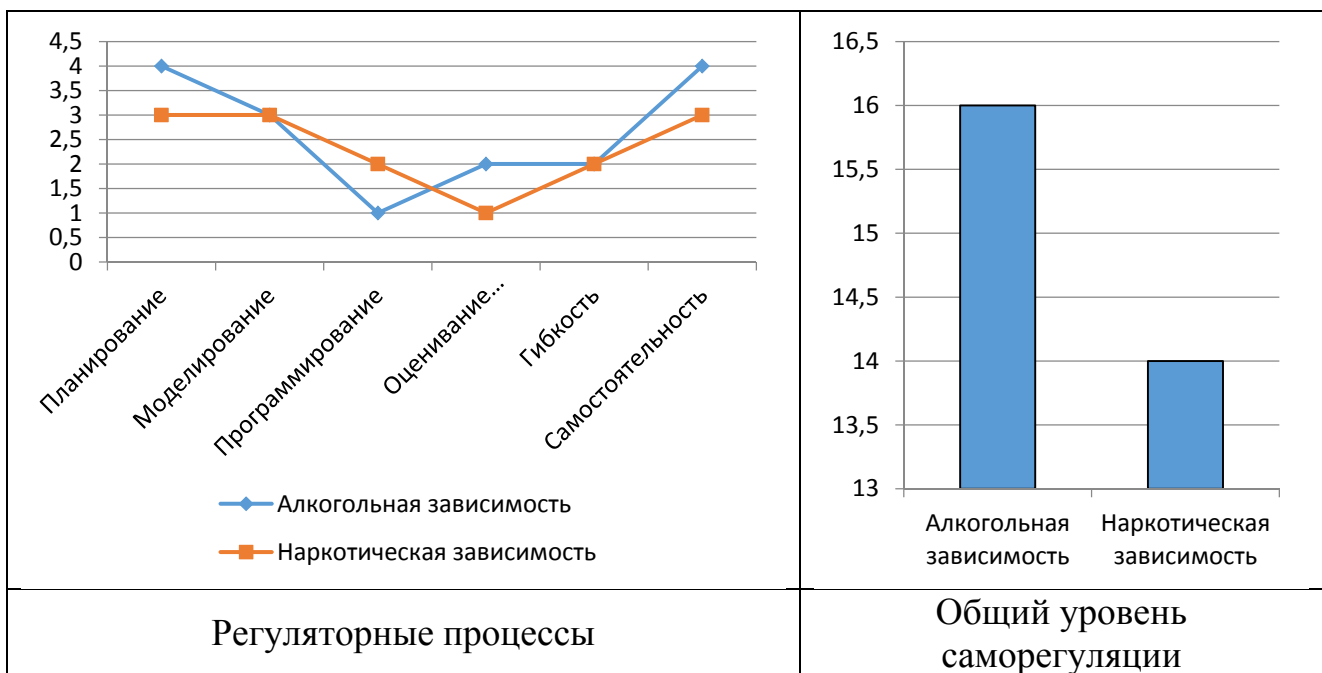 4,5
4
3,5
3
2,5
2
1,5
1
0,5
0
Планирование
Моделирование
Программирование
Оценивание...
Гибкость
Самостоятельность
Алкогольная зависимость
Наркотическая зависимость
Регуляторные процессы
16,5
16
15,5
15
14,5
14
13,5
13
Алкогольная
зависимость
Наркотическая
зависимость
Общий уровень
саморегуляции